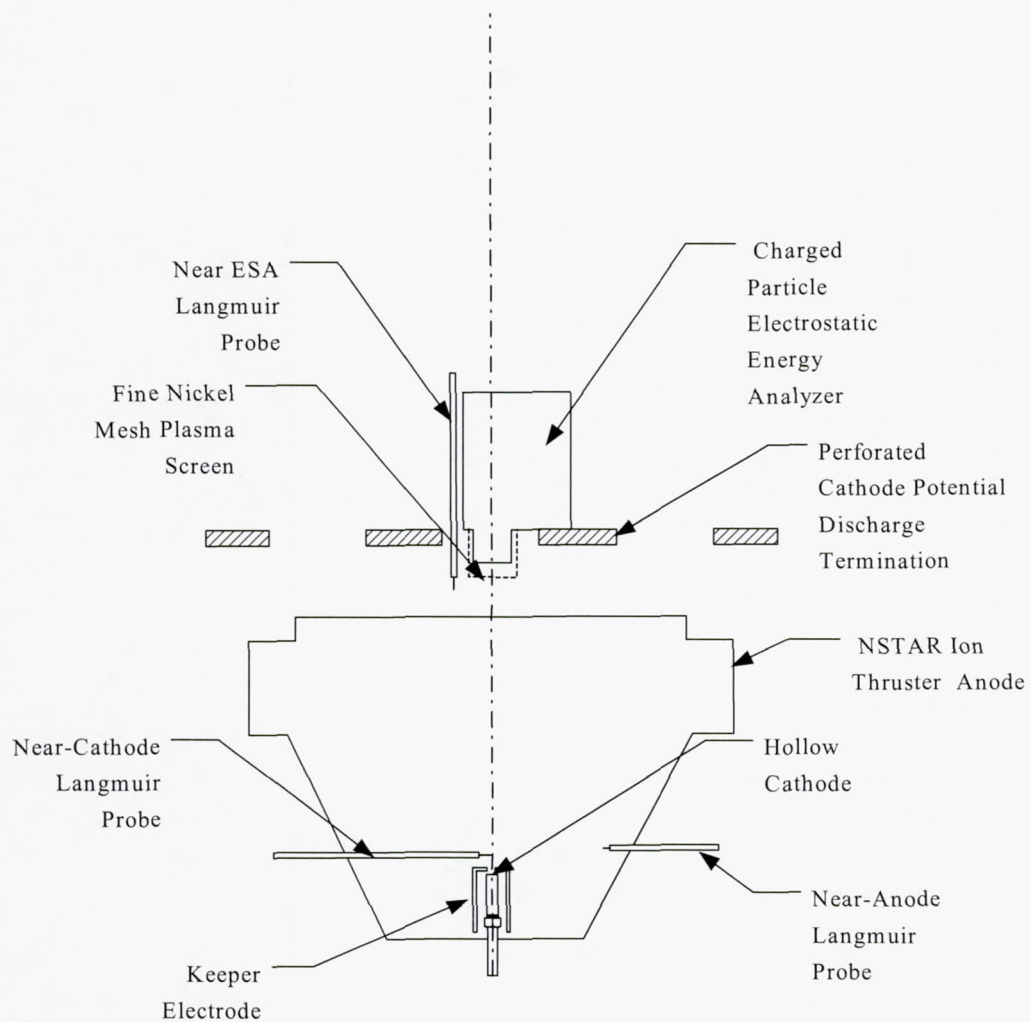 Near ESA
Langmuir
Probe
Charged
Particle
Electrostatic
Energy
Analyzer
Fine Nickel
Mesh Plasma
Screen
Perforated
Cathode Potential
Discharge
Termination
NSTAR Ion
Thruster Anode
Near-Cathode
Langmuir
Probe
Hollow
Cathode
Near-Anode
Langmuir
Probe
Keeper
Electrode